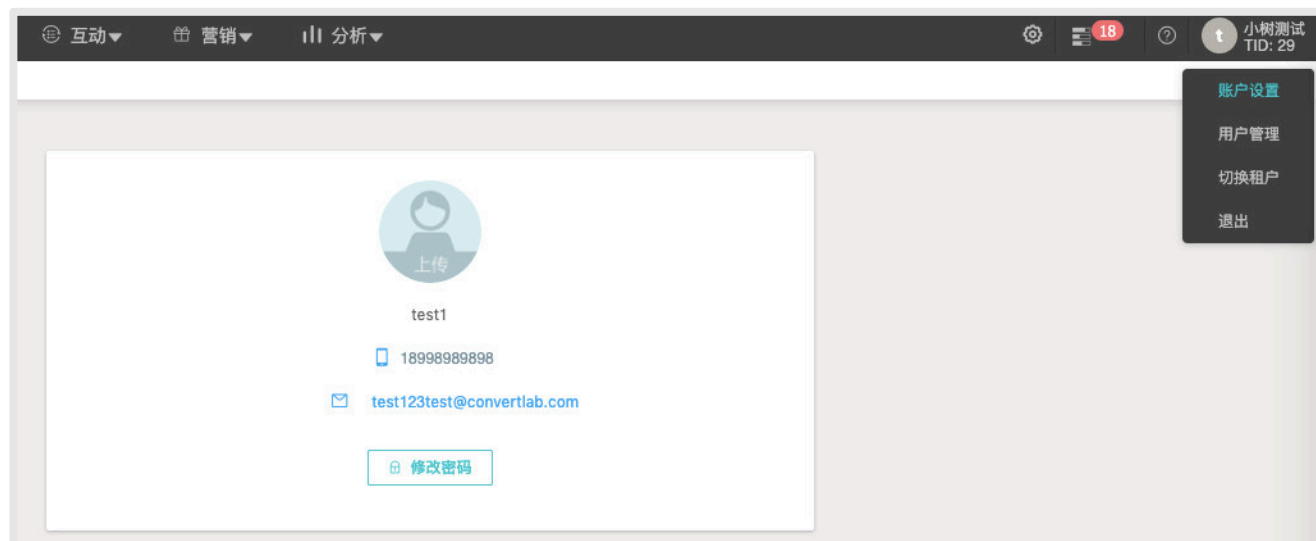 互动 营销 分析 18 t 小树测试
TID: 29
账户设置
用户管理
切换租户
退出
上传
test1
18998989898
test123test@convertlab.com
修改密码